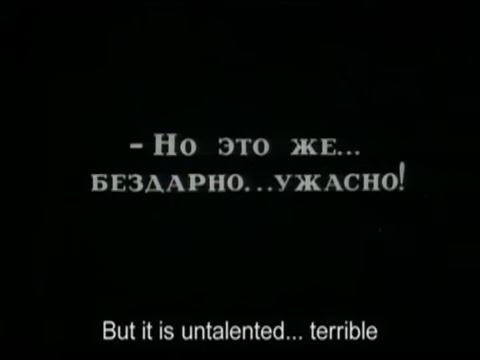 - Но это же...
бездарно...ужасно!
But it is untalented... terrible